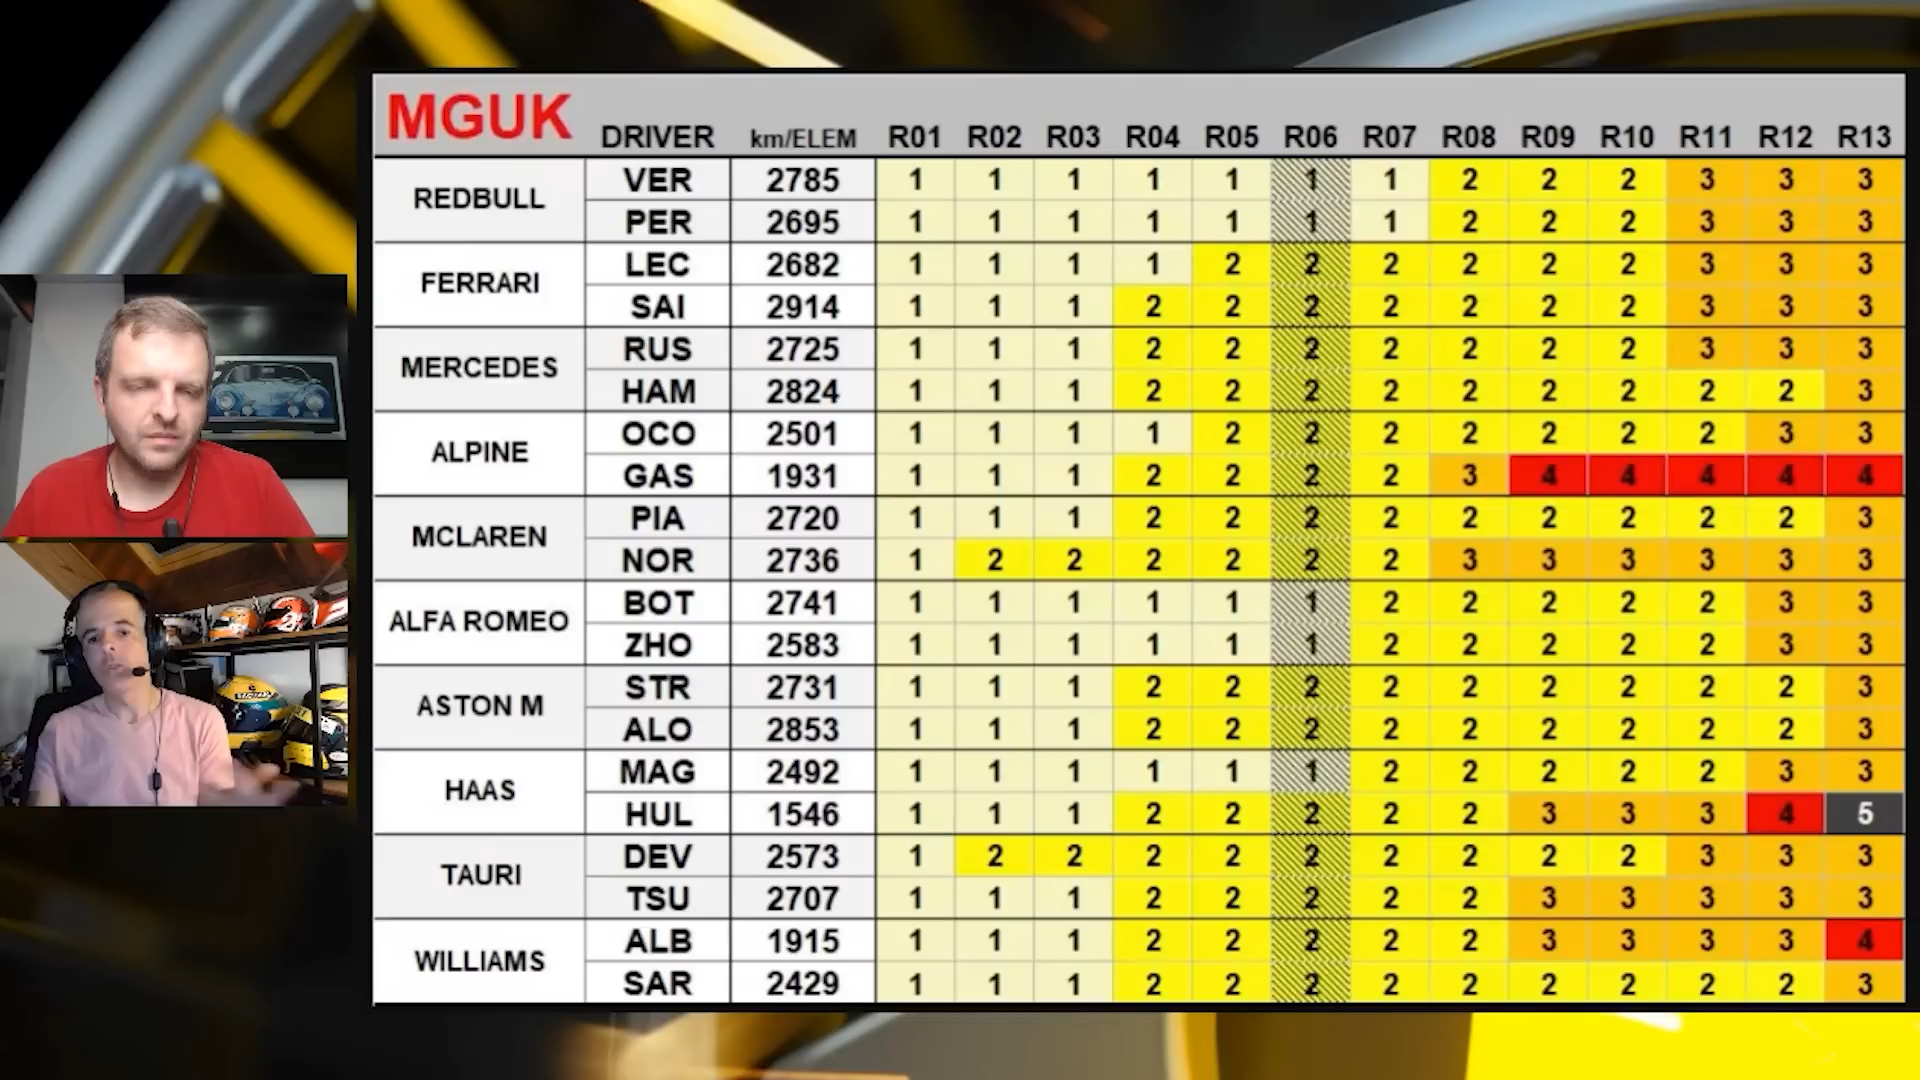 MGUK DRIVER km/ELEM R01 R02 R03 R04 R05 R06 R07 R08 R09 R10 R11 R12 R13
REDBULL
VER 2785 1 1 1 1 1 1 1 2 2 2 3 3 3
PER 2695 1 1 1 1 1 1 1 2 2 2 3 3 3
FERRARI
LEC 2682 1 1 1 1 2 2 2 2 2 2 3 3 3
SAI 2914 1 1 1 2 2 2 2 2 2 2 3 3 3
MERCEDES
RUS 2725 1 1 1 2 2 2 2 2 2 2 3 3 3
HAM 2824 1 1 1 2 2 2 2 2 2 2 2 2 3
ALPINE
OCO 2501 1 1 1 1 2 2 2 2 2 2 2 3 3
GAS 1931 1 1 1 2 2 2 2 3 4 4 4 4 4
MCLAREN
PIA 2720 1 1 1 2 2 2 2 2 2 2 2 2 3
NOR 2736 1 2 2 2 2 2 2 3 3 3 3 3 3
ALFA ROMEO
BOT 2741 1 1 1 1 1 1 2 2 2 2 2 3 3
ZHO 2583 1 1 1 1 1 1 2 2 2 2 2 3 3
ASTON M
STR 2731 1 1 1 2 2 2 2 2 2 2 2 2 3
ALO 2853 1 1 1 2 2 2 2 2 2 2 2 2 3
HAAS
MAG 2492 1 1 1 1 1 1 2 2 2 2 2 3 3
HUL 1546 1 1 1 2 2 2 2 2 3 3 3 4 5
TAURI
DEV 2573 1 2 2 2 2 2 2 2 2 2 3 3 3
TSU 2707 1 1 1 2 2 2 2 2 3 3 3 3 3
WILLIAMS
ALB 1915 1 1 1 2 2 2 2 2 3 3 3 3 4
SAR 2429 1 1 1 2 2 2 2 2 2 2 2 2 3